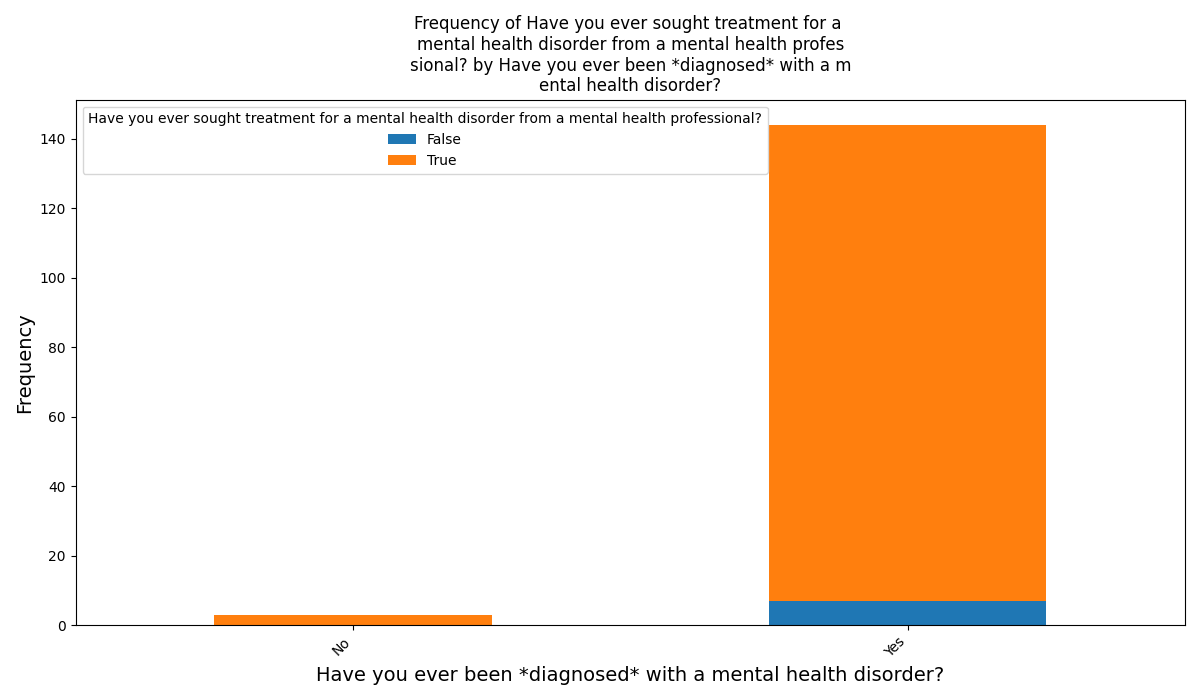 Frequency of Have you ever sought treatment for a
mental health disorder from a mental health profes
sional? by Have you ever been *diagnosed* with a m
ental health disorder?
Have you ever sought treatment for a mental health disorder from a mental health professional?
False
True
140
120
100
80
60
40
20
0
Frequency
No
Yes
Have you ever been *diagnosed* with a mental health disorder?